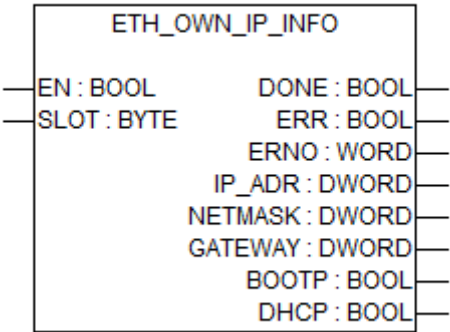 ETH_OWN_IP_INFO
EN : BOOL DONE : BOOL
SLOT : BYTE ERR : BOOL
ERNO : WORD
IP_ADR : DWORD
NETMASK : DWORD
GATEWAY : DWORD
BOOTP : BOOL
DHCP : BOOL